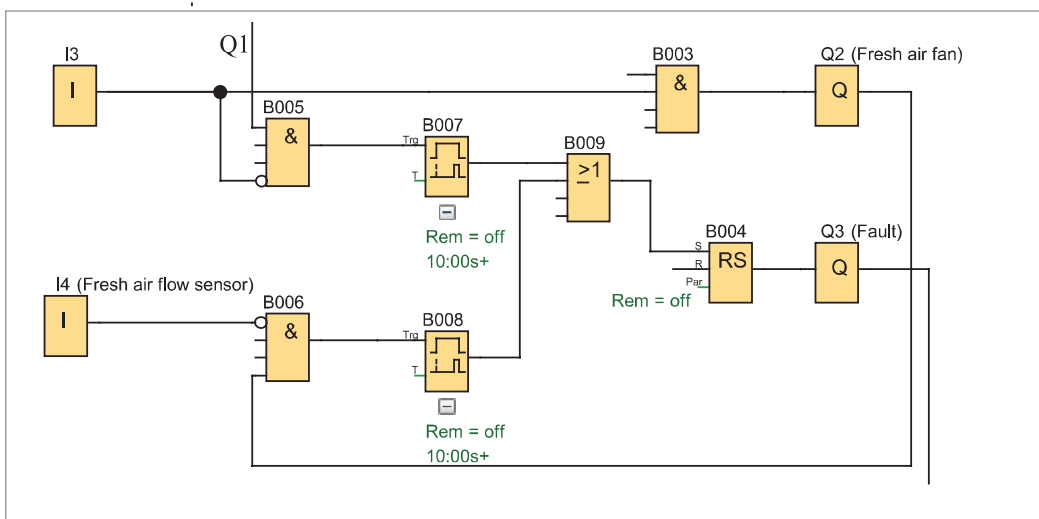 I3
I
Q1
B005
&
B003
&
Q2 (Fresh air fan)
Q
B007
Trg
T
Rem = off
10:00s+
B009
>1
B004
S
R
Par
RS
Rem = off
Q3 (Fault)
Q
I4 (Fresh air flow sensor)
I
B006
&
B008
Trg
T
Rem = off
10:00s+